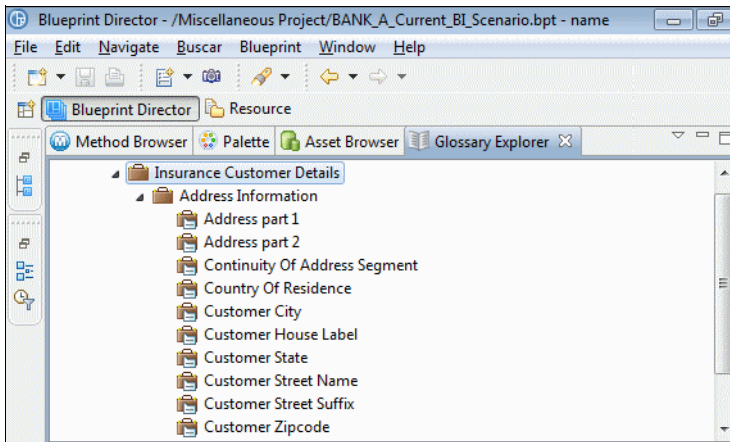 Blueprint Director - /Miscellaneous Project/BANK_A_Current_BI_Scenario.bpt - name
File Edit Navigate Buscar Blueprint Window Help
Blueprint Director Resource
Method Browser Palette Asset Browser Glossary Explorer
Insurance Customer Details
Address Information
Address part 1
Address part 2
Continuity Of Address Segment
Country Of Residence
Customer City
Customer House Label
Customer State
Customer Street Name
Customer Street Suffix
Customer Zipcode